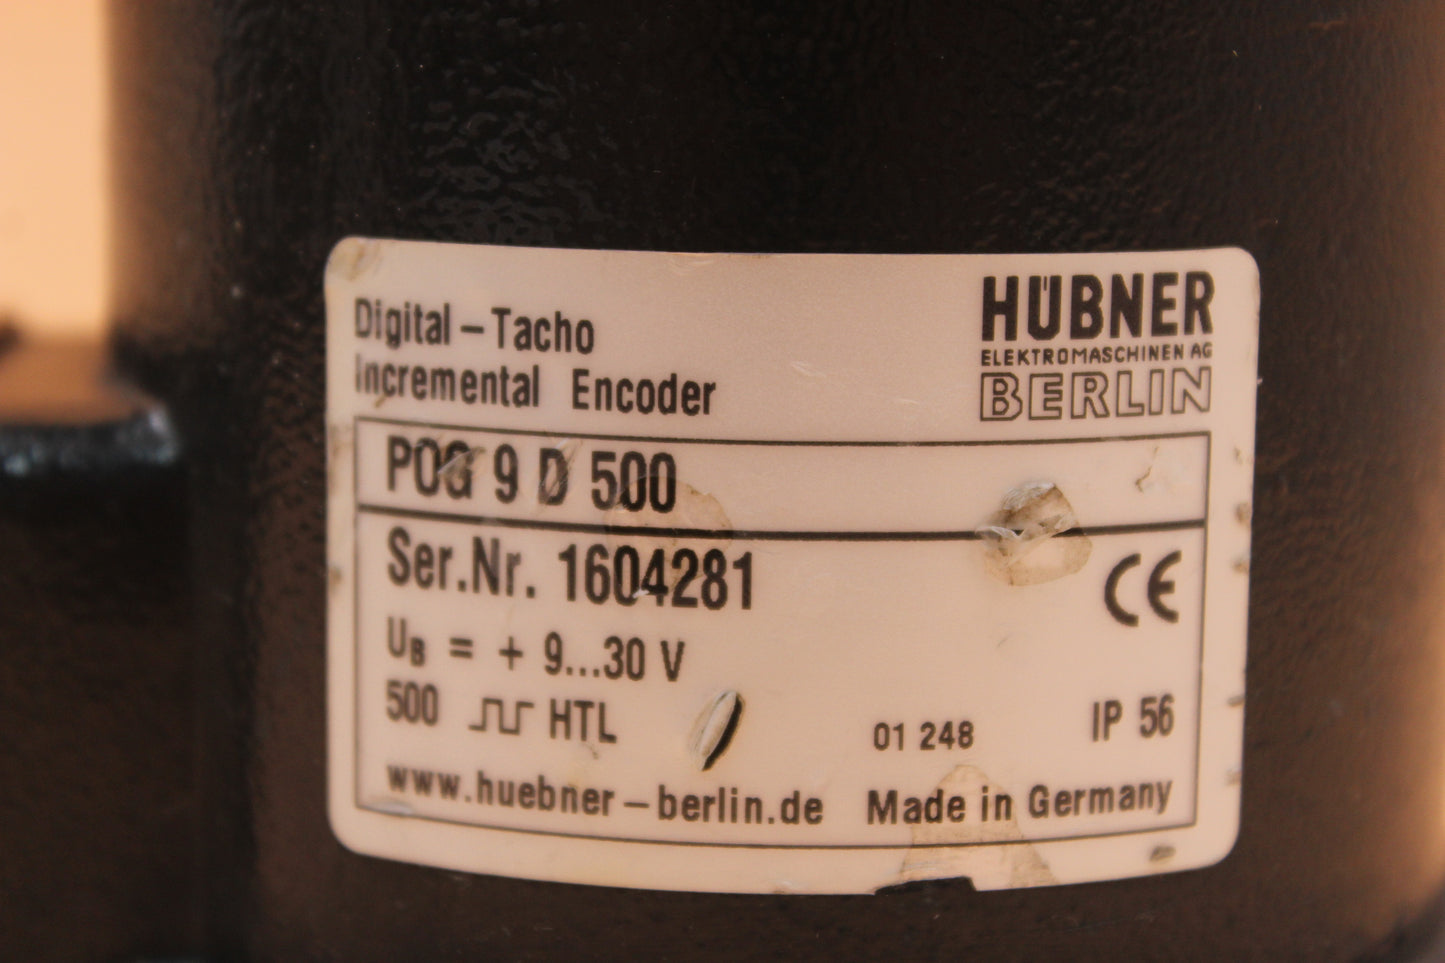 Digital – Tacho
Incremental Encoder
HÜBNER
ELEKTROMASCHINEN AG
BERLIN
POG 9 D 500
Ser.Nr. 1604281
CE
UB = + 9...30 V
500 HTL
01 248
IP 56
www.huebner–berlin.de
Made in Germany